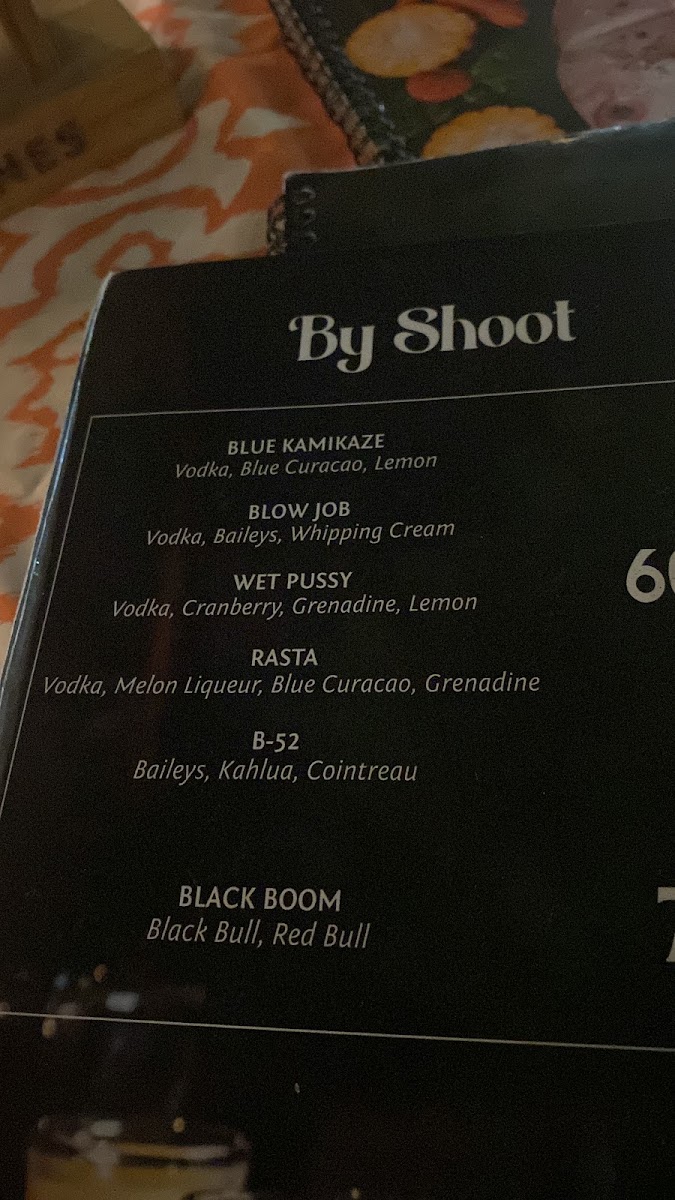 By Shoot
BLUE KAMIKAZE
Vodka, Blue Curacao, Lemon
BLOW JOB
Vodka, Baileys, Whipping Cream
WET PUSSY
Vodka, Cranberry, Grenadine, Lemon
RASTA
Vodka, Melon Liqueur, Blue Curacao, Grenadine
B-52
Baileys, Kahlua, Cointreau
BLACK BOOM
Black Bull, Red Bull